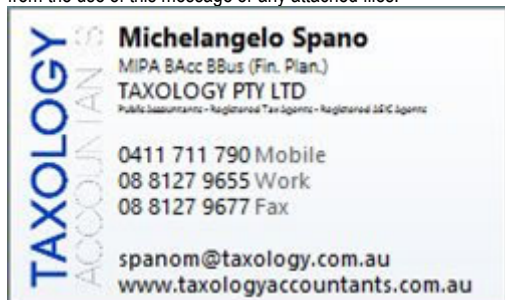 from the use of this message or any attached files.
TAXOLOGY
ACCOUNTANTS
Michelangelo Spano
MIPA BAcc BBus (Fin. Plan.)
TAXOLOGY PTY LTD
Public Accountants - Registered Tax Agents - Registered ASIC Agents
0411 711 790 Mobile
08 8127 9655 Work
08 8127 9677 Fax
spanom@taxology.com.au
www.taxologyaccountants.com.au